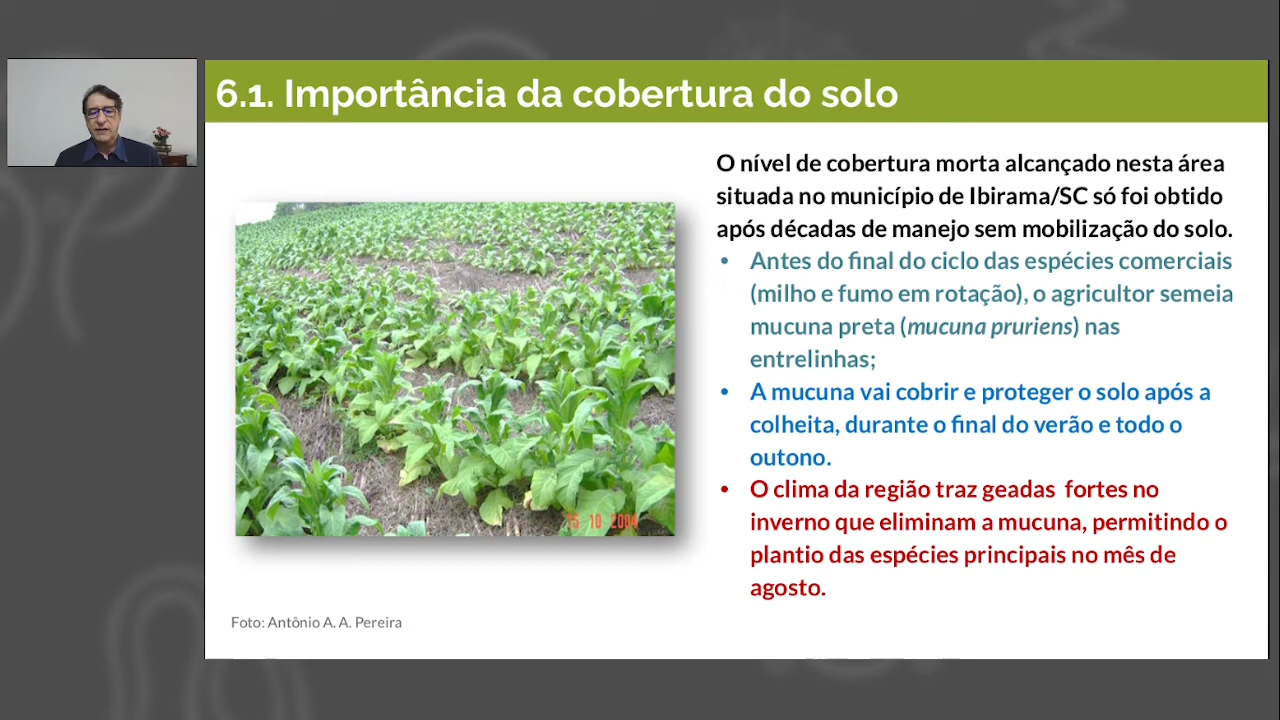 6.1. Importância da cobertura do solo
O nível de cobertura morta alcançado nesta área
situada no município de Ibirama/SC só foi obtido
após décadas de manejo sem mobilização do solo.
• Antes do final do ciclo das espécies comerciais
(milho e fumo em rotação), o agricultor semeia
mucuna preta (mucuna pruriens) nas
entrelinhas;
• A mucuna vai cobrir e proteger o solo após a
colheita, durante o final do verão e todo o
outono.
• O clima da região traz geadas fortes no
inverno que eliminam a mucuna, permitindo o
plantio das espécies principais no mês de
agosto.
15 10 2004
Foto: Antônio A. A. Pereira